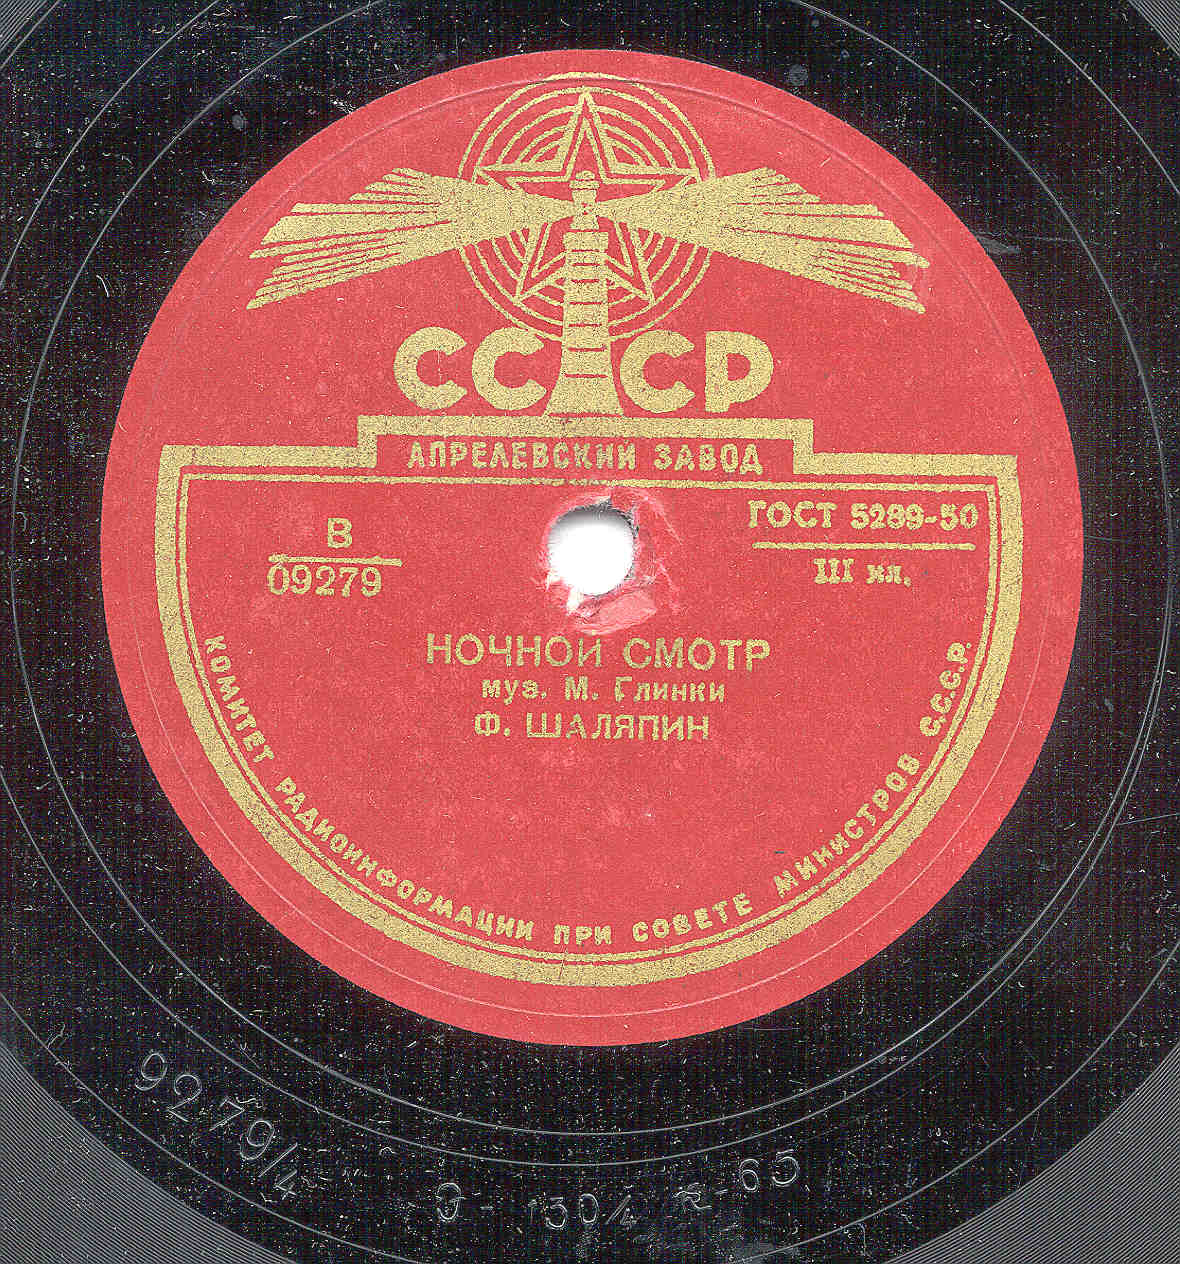 СССР
АПРЕЛЕВСКИЙ ЗАВОД
В
09279
ГОСТ 5289-50
III кл.
НОЧНОЙ СМОТР
муз. М. Глинки
Ф. ШАЛЯПИН
КОМИТЕТ РАДИОИНФОРМАЦИИ ПРИ СОВЕТЕ МИНИСТРОВ С.С.С.Р.
9279/4